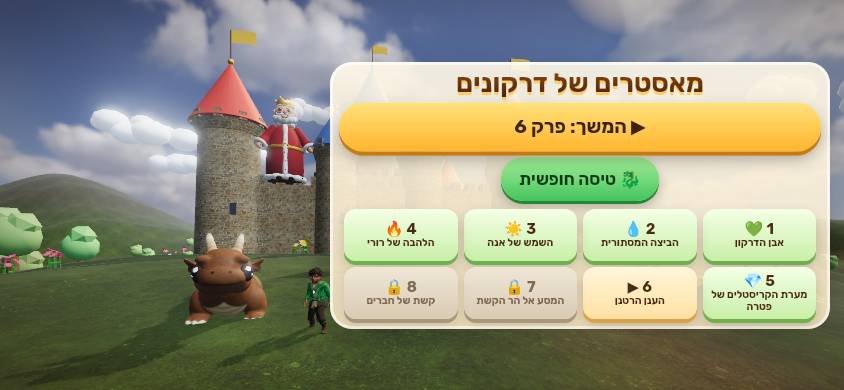 מאסטרים של דרקונים
▶ המשך: פרק 6
🐉 טיסה חופשית
1 💚
אבן הדרקון
2 💧
הביצה המסתורית
3 ☀️
השמש של אנה
4 🔥
הלהבה של רורי
5 💎
מערת הקריסטלים של
פטרה
6 ▶
הענן הרטנן
7 🔒
המסע אל הר הקשת
8 🔒
קשת של חברים